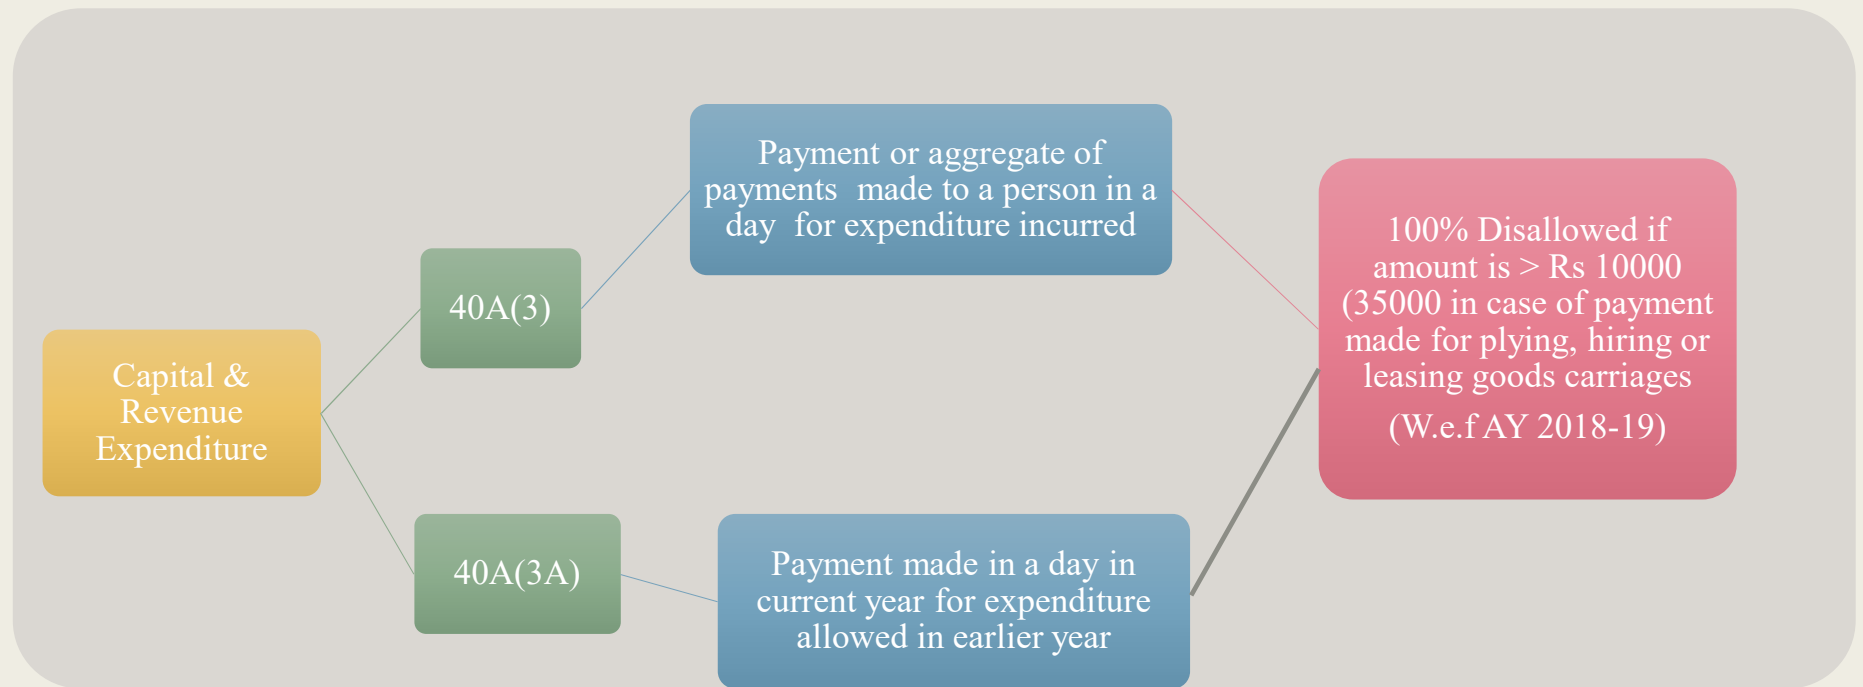 Capital &
Revenue
Expenditure
40A(3)
Payment or aggregate of
payments made to a person in a
day for expenditure incurred
40A(3A)
Payment made in a day in
current year for expenditure
allowed in earlier year
100% Disallowed if
amount is > Rs 10000
(35000 in case of payment
made for plying, hiring or
leasing goods carriages
(W.e.f AY 2018-19)